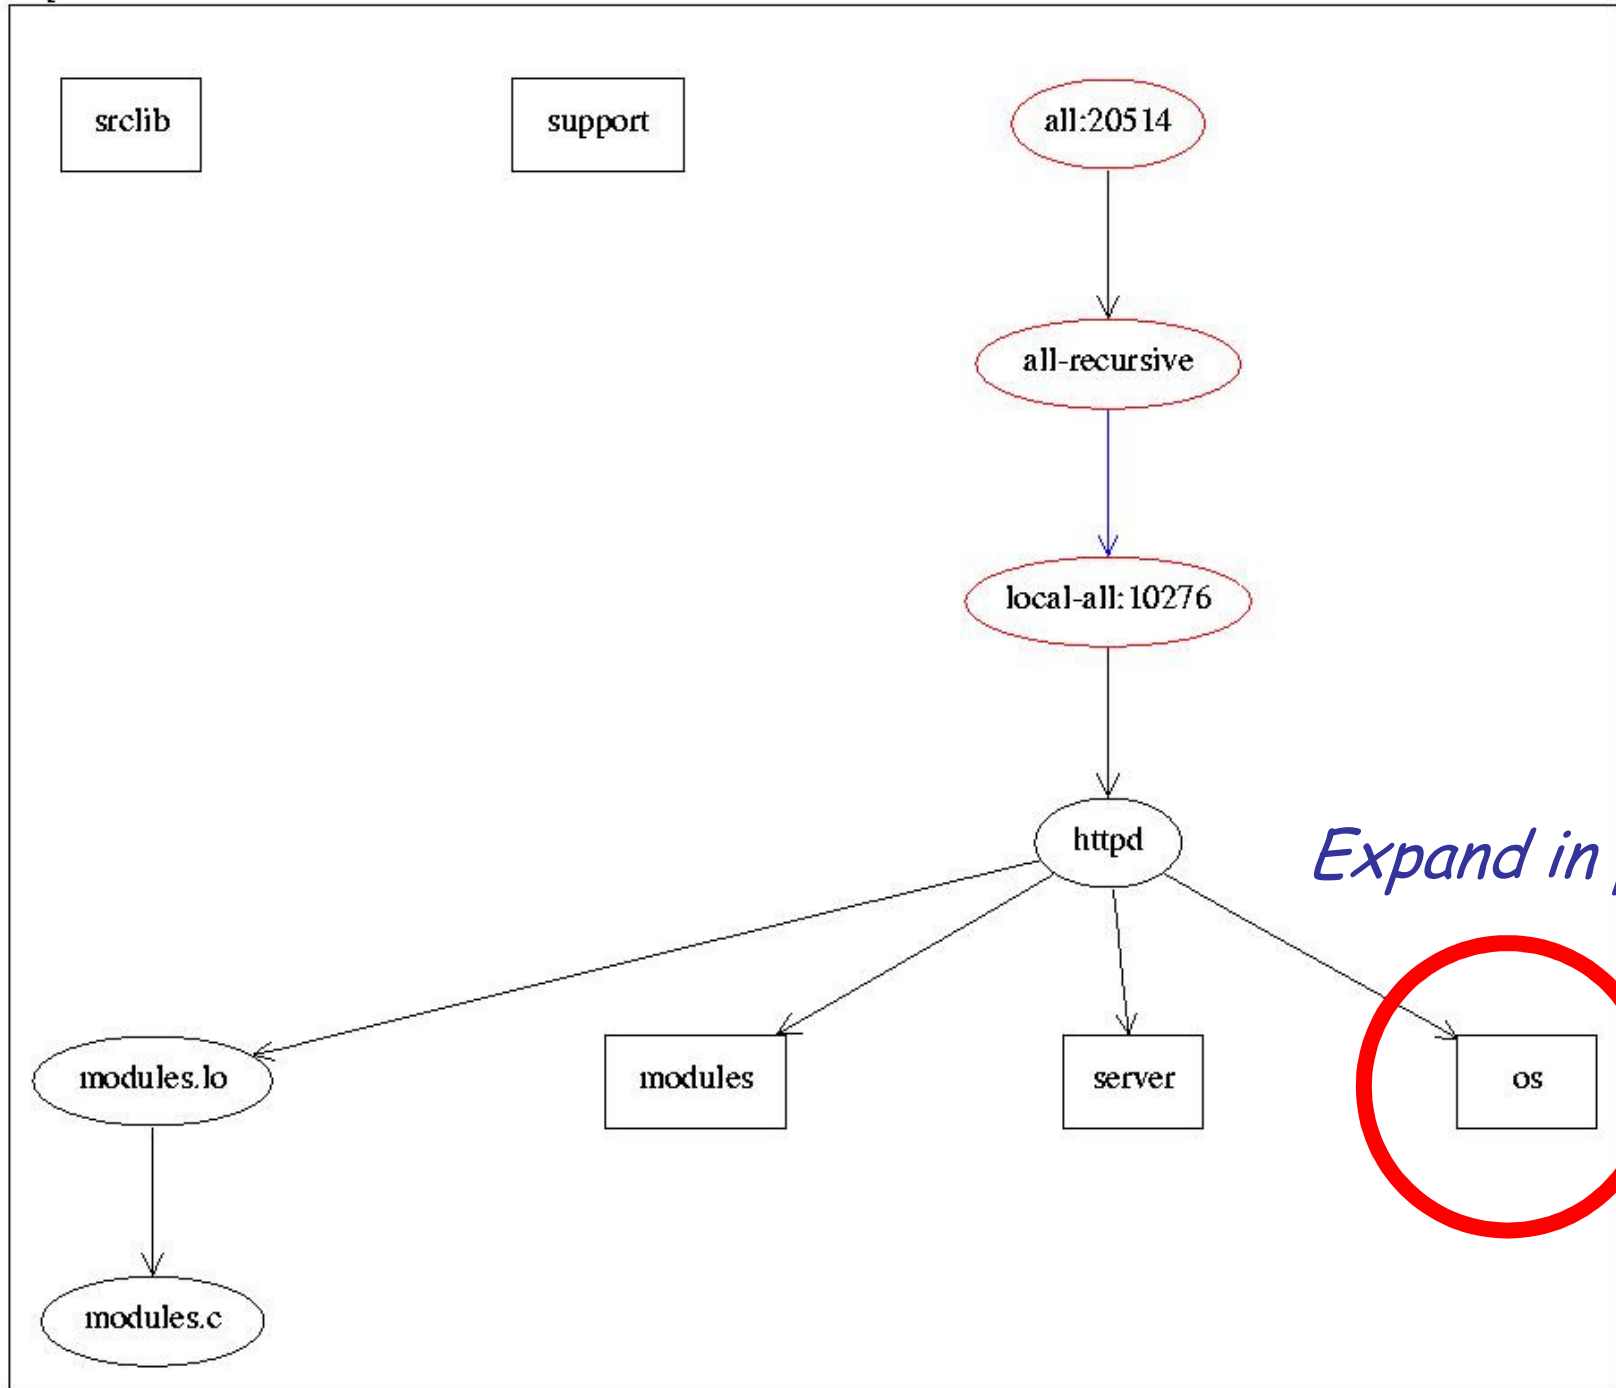 srclib
support
all:20514
all-recursive
local-all:10276
httpd
Expand in
modules.lo
modules
server
os
modules.c